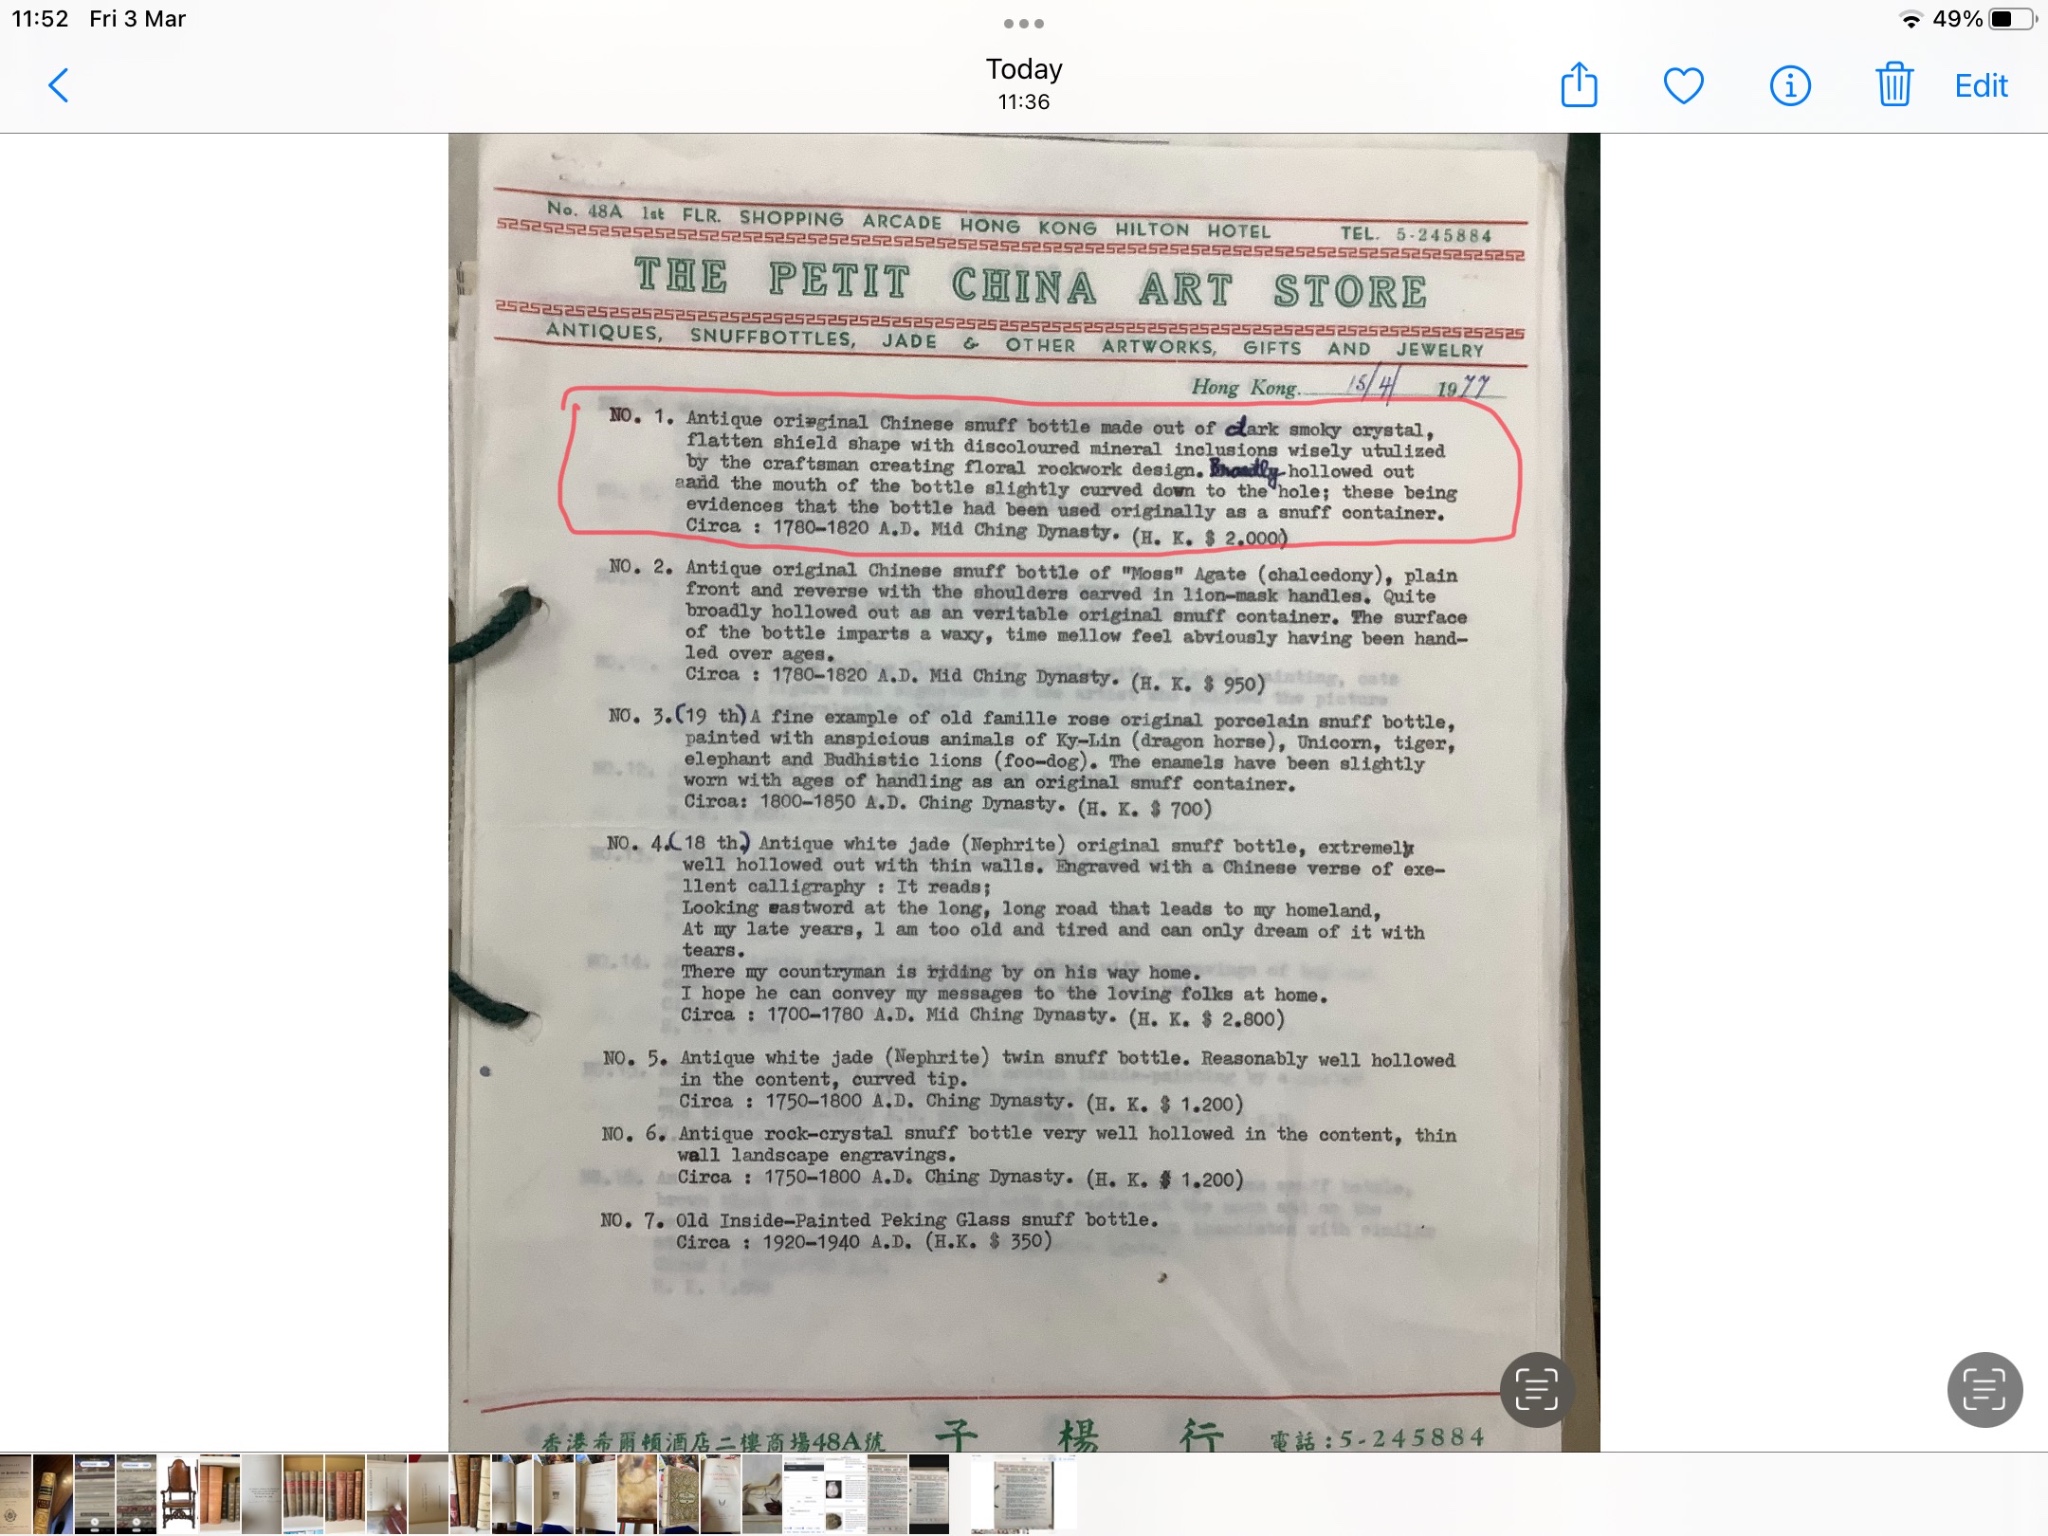 11:52 Fri 3 Mar
49%
Today
11:36
Edit
No. 48A 1st FLR. SHOPPING ARCADE HONG KONG HILTON HOTEL TEL. 5-245884
THE PETIT CHINA ART STORE
ANTIQUES, SNUFFBOTTLES, JADE & OTHER ARTWORKS, GIFTS AND JEWELRY
Hong Kong. 15/4/ 1977
NO. 1. Antique original Chinese snuff bottle made out of dark smoky crystal,
flatten shield shape with discoloured mineral inclusions wisely utulized
by the craftsman creating floral rockwork design. Broadly hollowed out
aand the mouth of the bottle slightly curved down to the hole; these being
evidences that the bottle had been used originally as a snuff container.
Circa : 1780-1820 A.D. Mid Ching Dynasty. (H. K. $ 2.000)
NO. 2. Antique original Chinese snuff bottle of "Moss" Agate (chalcedony), plain
front and reverse with the shoulders carved in lion-mask handles. Quite
broadly hollowed out as an veritable original snuff container. The surface
of the bottle imparts a waxy, time mellow feel abviously having been hand-
led over ages.
Circa : 1780-1820 A.D. Mid Ching Dynasty. (H. K. $ 950)
NO. 3.(19 th) A fine example of old famille rose original porcelain snuff bottle,
painted with anspicious animals of Ky-Lin (dragon horse), Unicorn, tiger,
elephant and Budhistic lions (foo-dog). The enamels have been slightly
worn with ages of handling as an original snuff container.
Circa: 1800-1850 A.D. Ching Dynasty. (H. K. $ 700)
NO. 4.(18 th) Antique white jade (Nephrite) original snuff bottle, extremely
well hollowed out with thin walls. Engraved with a Chinese verse of exe-
llent calligraphy : It reads;
Looking eastword at the long, long road that leads to my homeland,
At my late years, l am too old and tired and can only dream of it with
tears.
There my countryman is riding by on his way home.
I hope he can convey my messages to the loving folks at home.
Circa : 1700-1780 A.D. Mid Ching Dynasty. (H. K. $ 2.800)
NO. 5. Antique white jade (Nephrite) twin snuff bottle. Reasonably well hollowed
in the content, curved tip.
Circa : 1750-1800 A.D. Ching Dynasty. (H. K. $ 1.200)
NO. 6. Antique rock-crystal snuff bottle very well hollowed in the content, thin
wall landscape engravings.
Circa : 1750-1800 A.D. Ching Dynasty. (H. K. $ 1.200)
NO. 7. Old Inside-Painted Peking Glass snuff bottle.
Circa : 1920-1940 A.D. (H.K. $ 350)
香港希爾頓酒店二樓商場48A號 子楊行 電話:5-245884